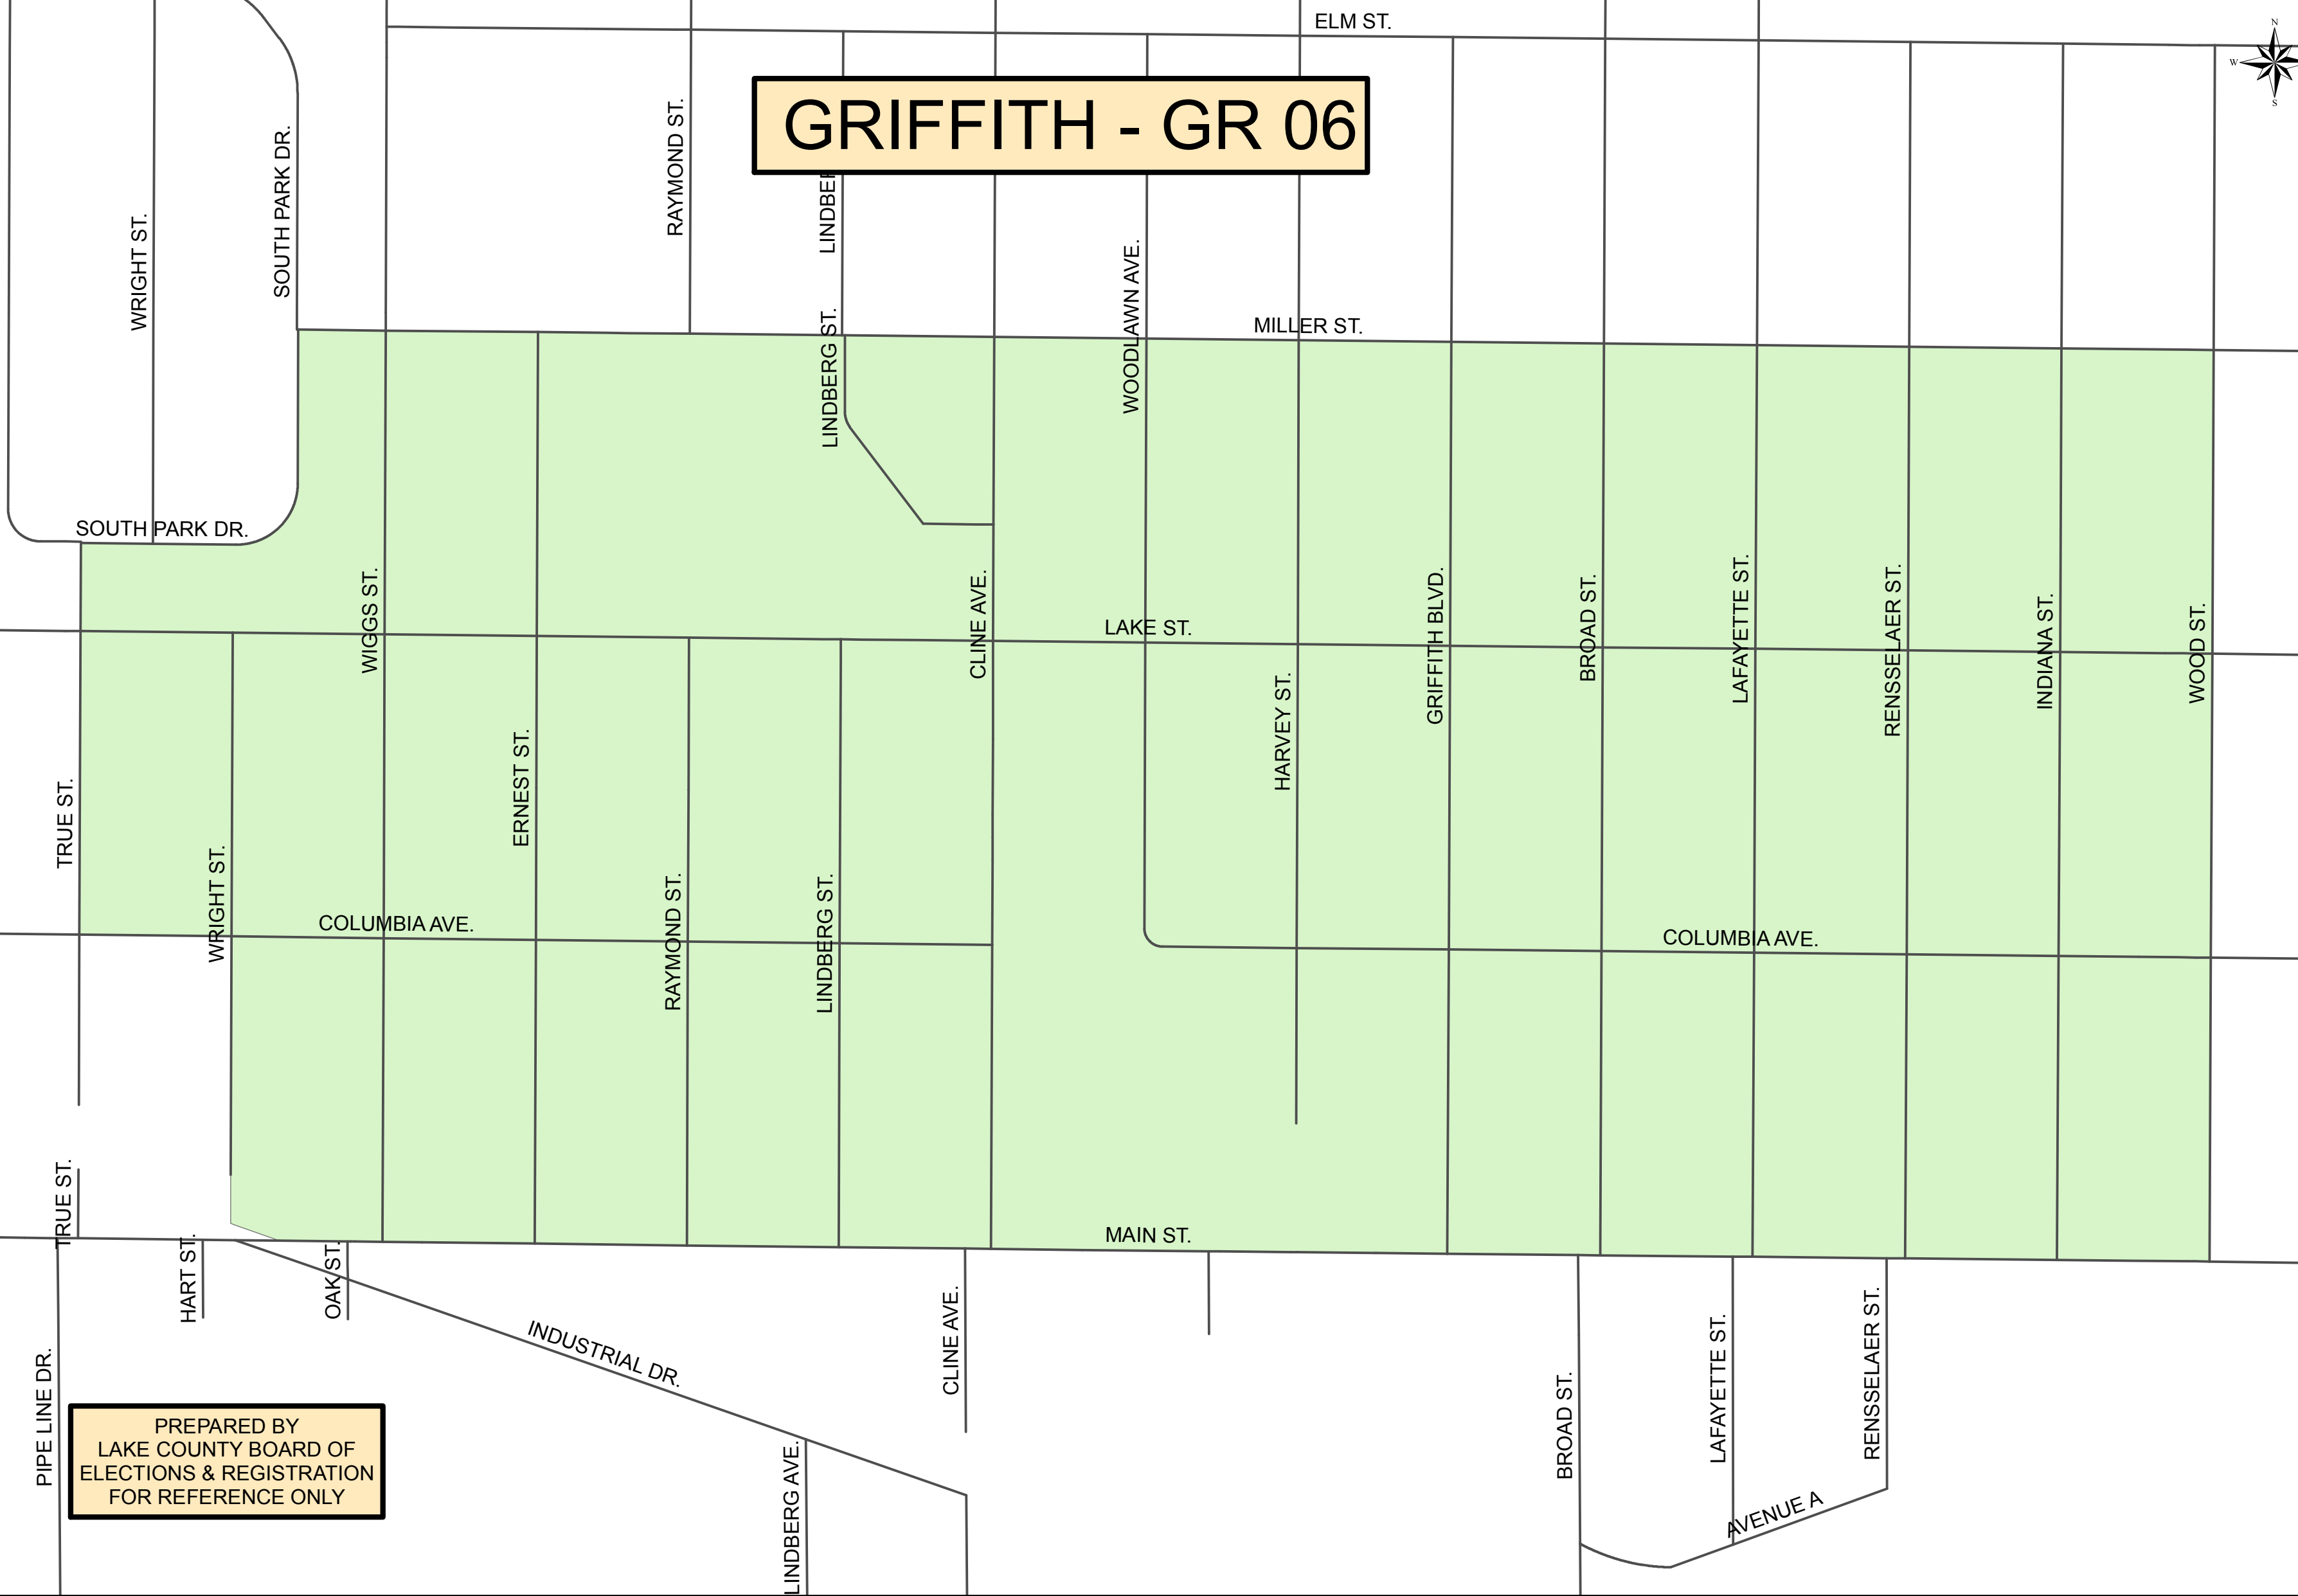 ELM ST.
N
W
S
GRIFFITH - GR 06
RAYMOND ST.
SOUTH PARK DR.
WRIGHT ST.
LINDBER
WOODLAWN AVE.
MILLER ST.
LINDBERG ST.
SOUTH PARK DR.
WIGGS ST.
CLINE AVE.
LAKE ST.
GRIFFITH BLVD.
BROAD ST.
LAFAYETTE ST.
RENSSELAER ST.
INDIANA ST.
WOOD ST.
HARVEY ST.
ERNEST ST.
TRUE ST.
WRIGHT ST.
COLUMBIA AVE.
RAYMOND ST.
LINDBERG ST.
COLUMBIA AVE.
TRUE ST.
MAIN ST.
HART ST.
OAK ST.
INDUSTRIAL DR.
CLINE AVE.
PIPE LINE DR.
BROAD ST.
LAFAYETTE ST.
RENSSELAER ST.
PREPARED BY
LAKE COUNTY BOARD OF
ELECTIONS & REGISTRATION
FOR REFERENCE ONLY
LINDBERG AVE.
AVENUE A